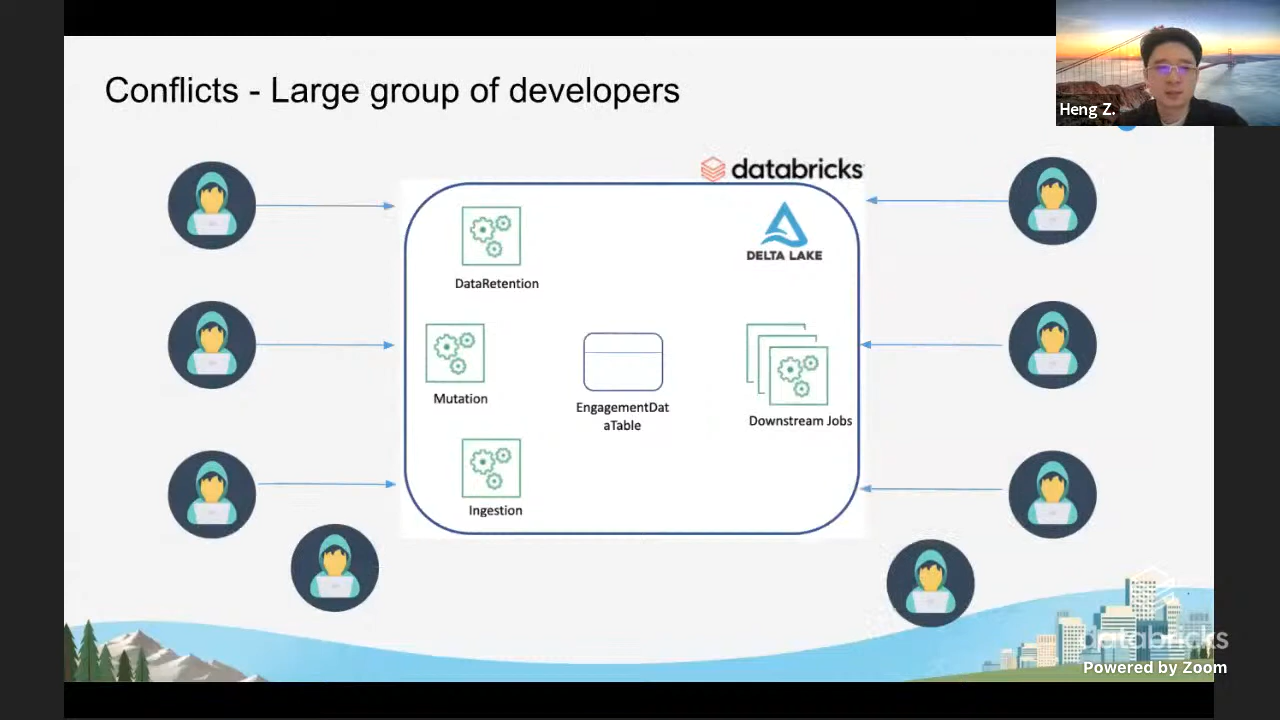 Conflicts - Large group of developers
Heng Z.
databricks
DELTA LAKE
DataRetention
Mutation
EngagementDat
aTable
Downstream Jobs
Ingestion
databricks
Powered by Zoom